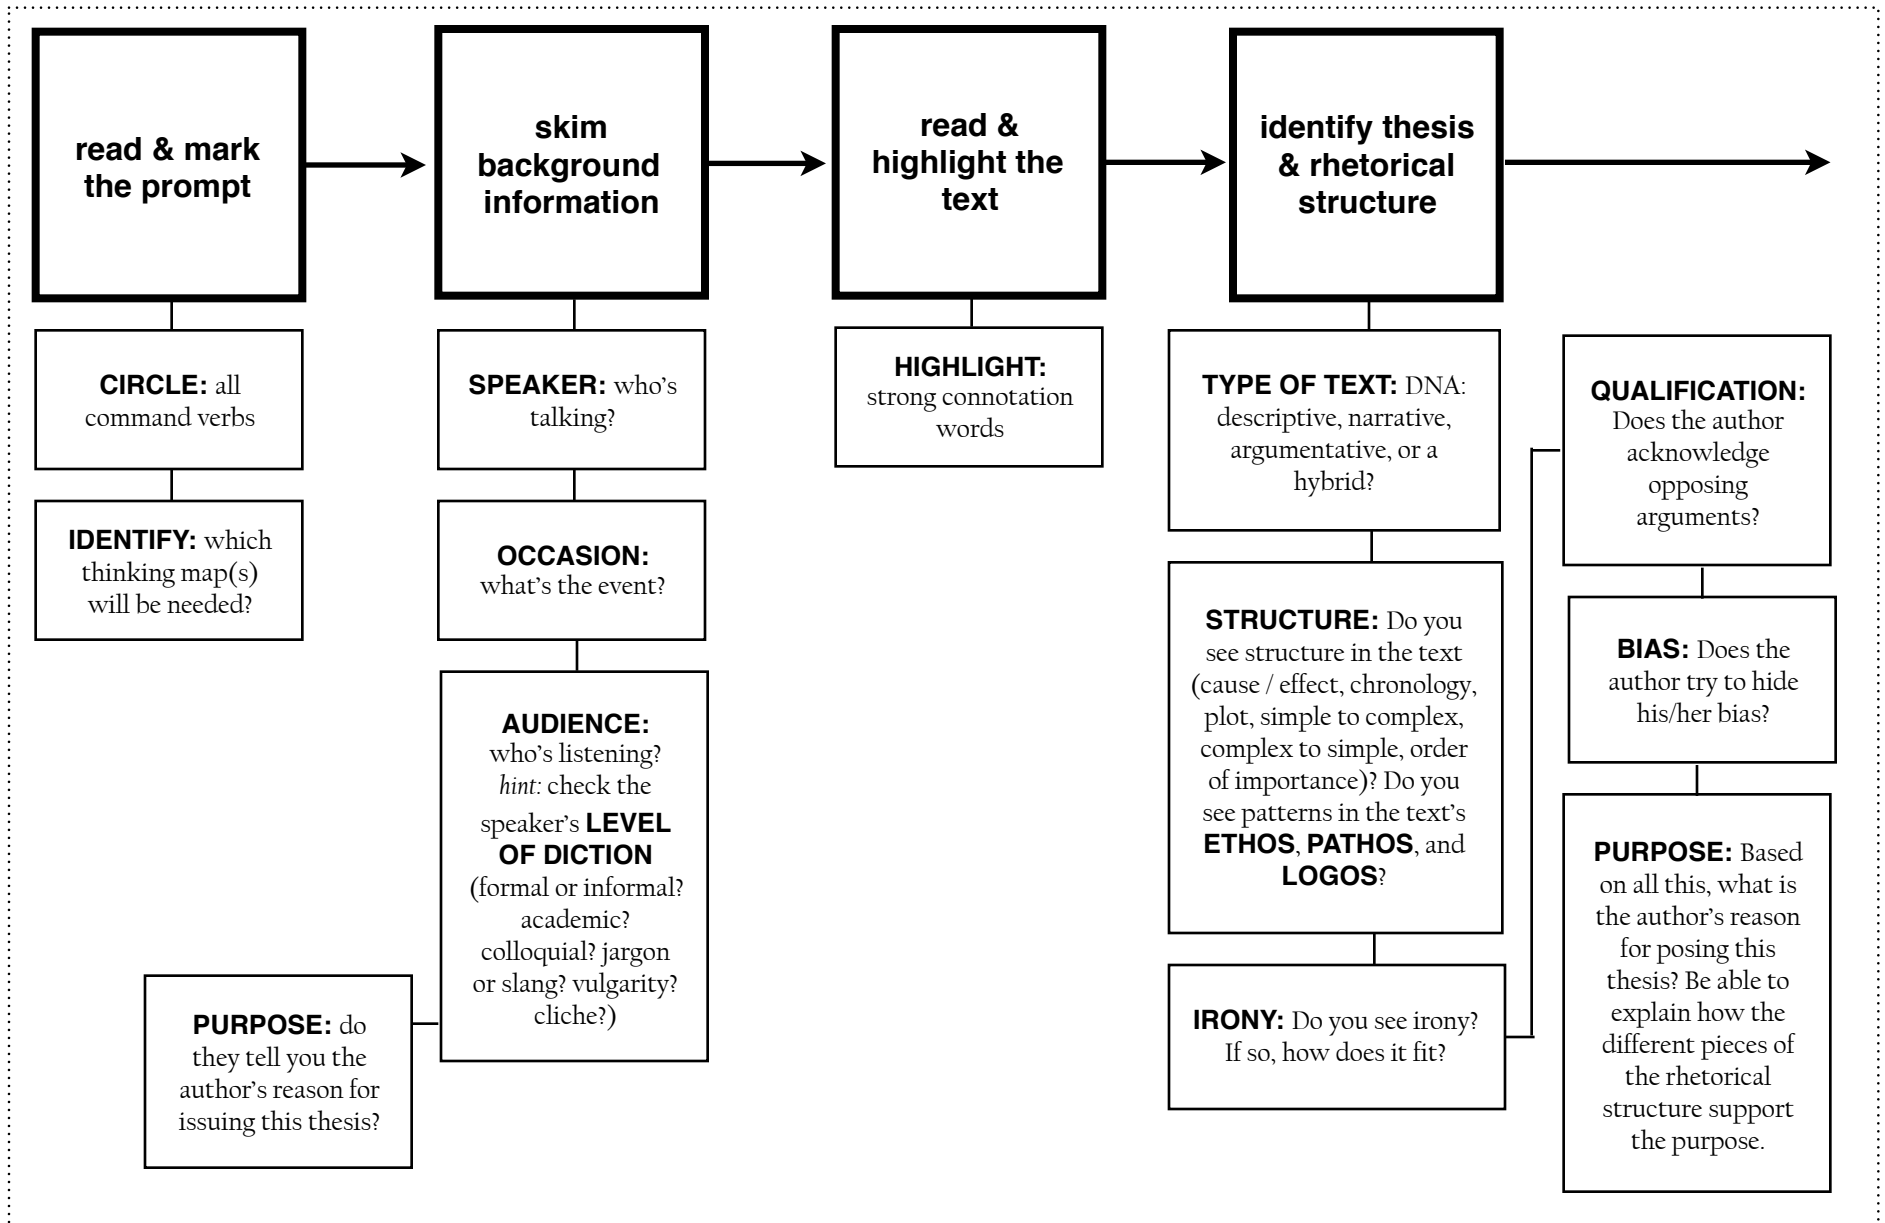 read & mark
the prompt
skim
background
information
read &
highlight the
text
identify thesis
& rhetorical
structure
CIRCLE: all
command verbs
IDENTIFY: which
thinking map(s)
will be needed?
SPEAKER: who's
talking?
OCCASION:
what's the event?
AUDIENCE:
who's listening?
hint: check the
speaker's LEVEL
OF DICTION
(formal or informal?
academic?
colloquial? jargon
or slang? vulgarity?
cliche?)
PURPOSE: do
they tell you the
author's reason for
issuing this thesis?
HIGHLIGHT:
strong connotation
words
TYPE OF TEXT: DNA:
descriptive, narrative,
argumentative, or a
hybrid?
STRUCTURE: Do you
see structure in the text
(cause / effect, chronology,
plot, simple to complex,
complex to simple, order
of importance)? Do you
see patterns in the text's
ETHOS, PATHOS, and
LOGOS?
IRONY: Do you see irony?
If so, how does it fit?
QUALIFICATION:
Does the author
acknowledge
opposing
arguments?
BIAS: Does the
author try to hide
his/her bias?
PURPOSE: Based
on all this, what is
the author's reason
for posing this
thesis? Be able to
explain how the
different pieces of
the rhetorical
structure support
the purpose.